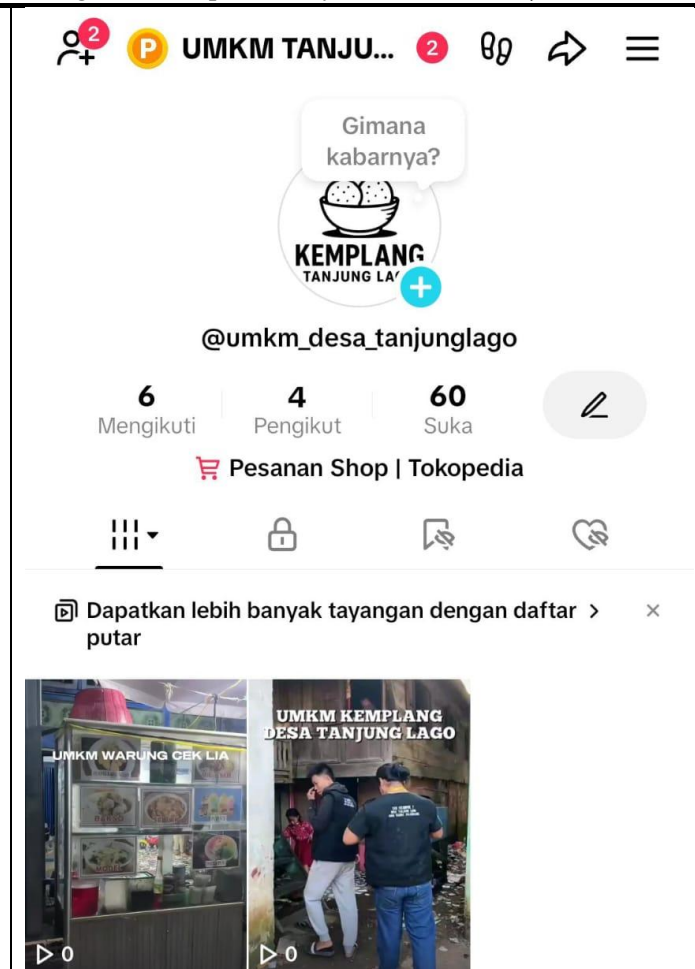 2
P
UMKM TANJU...
2
Gimana
kabarnya?
KEMPLANG
TANJUNG LA
@umkm_desa_tanjunglago
6
Mengikuti
4
Pengikut
60
Suka
Pesanan Shop | Tokopedia
Dapatkan lebih banyak tayangan dengan daftar >
putar
UMKM WARUNG CEK LIA
0
UMKM KEMPLANG
DESA TANJUNG LAGO
0